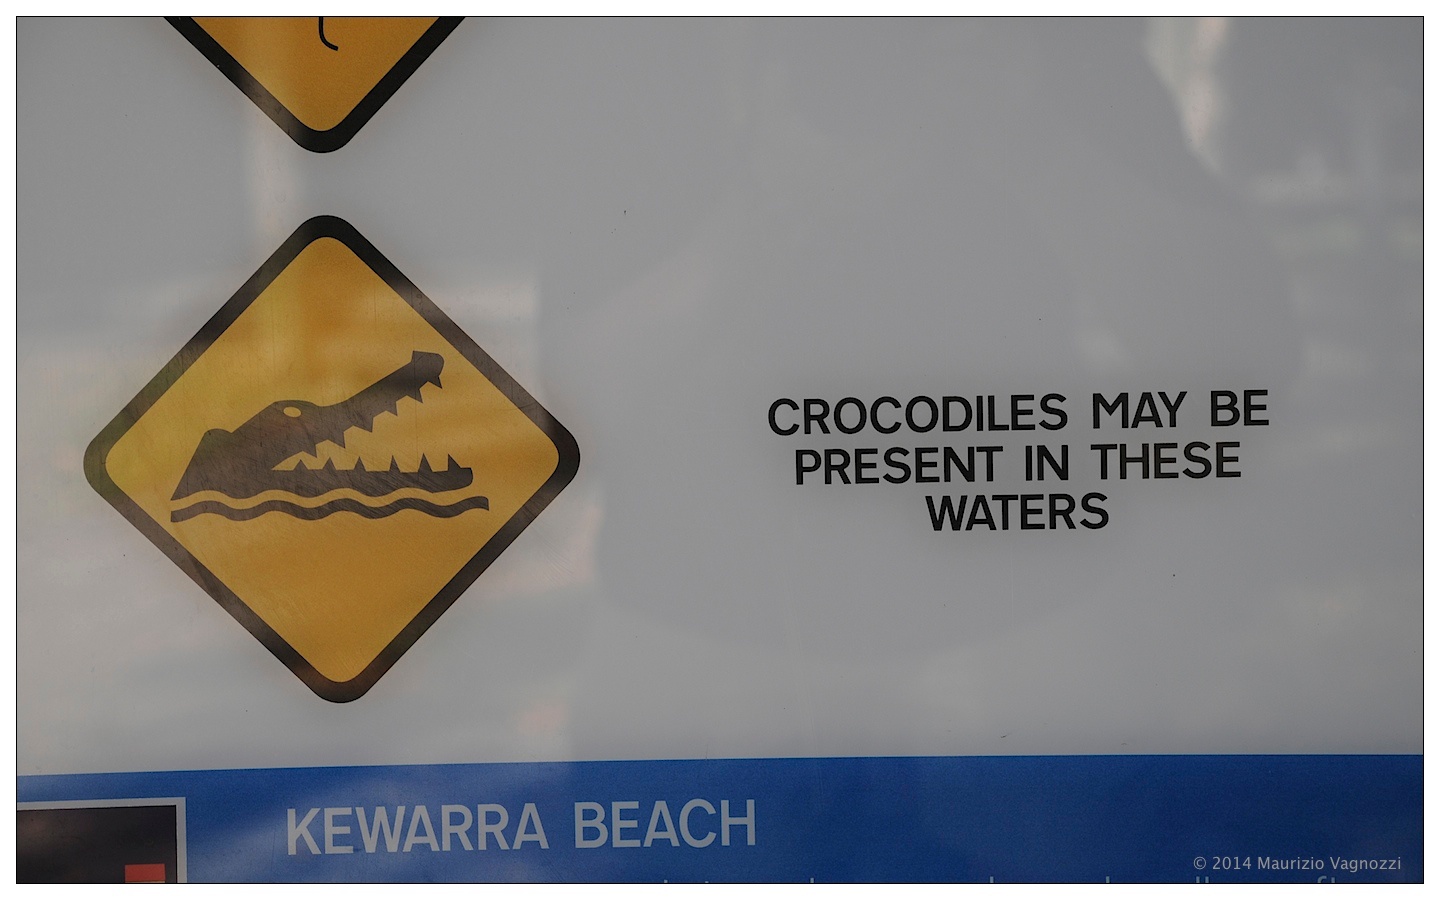 CROCODILES MAY BE
PRESENT IN THESE
WATERS
KEWARRA BEACH
© 2014 Maurizio Vagnozzi